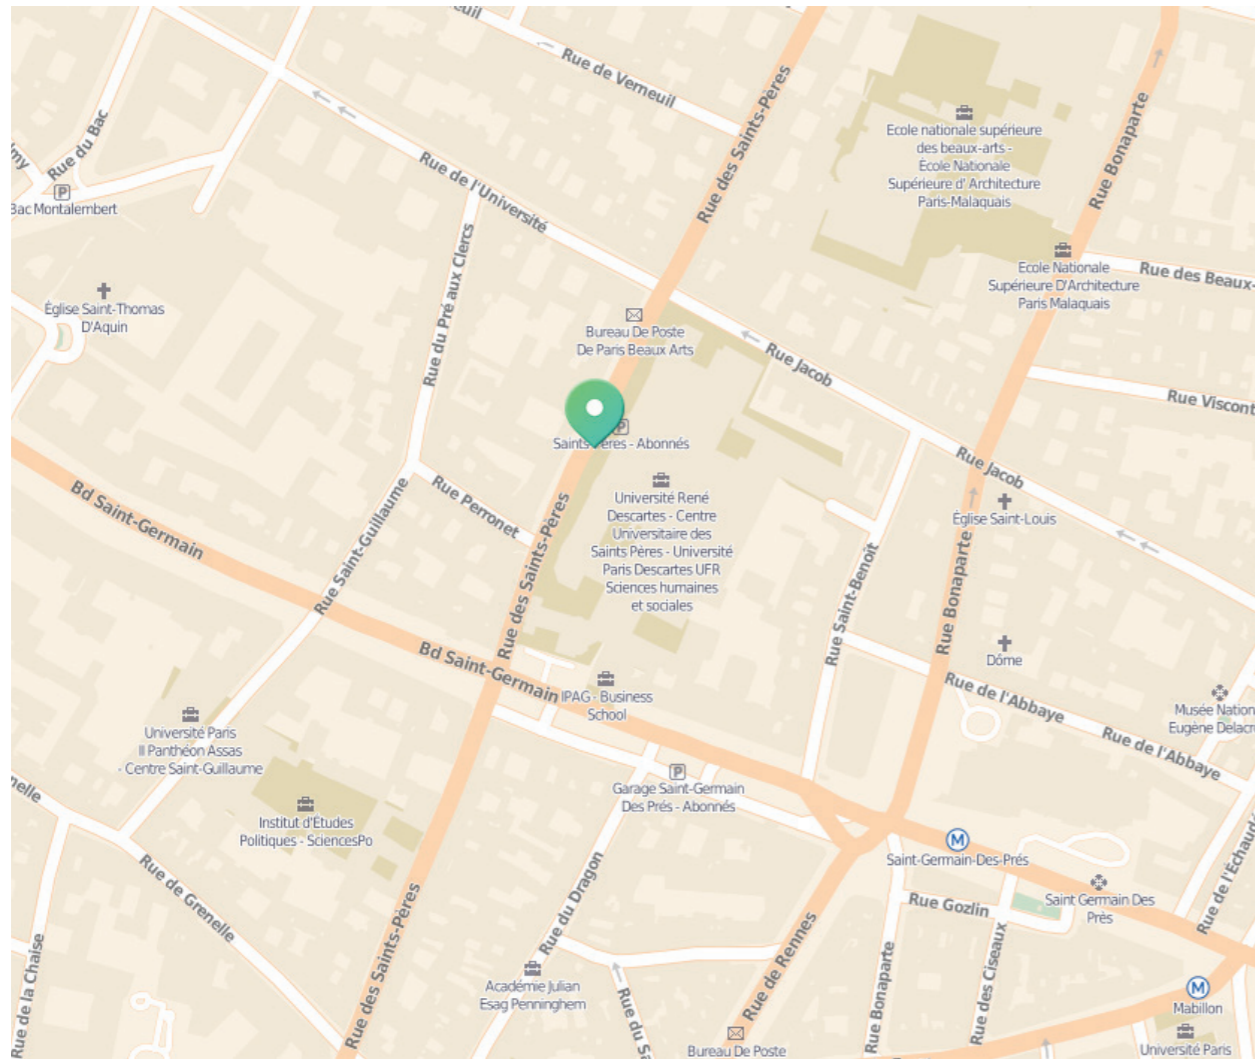 Rue de Verneuil
Rue des Saints-Pères
Rue Bonaparte
Rue du Bac
P
Bac Montalembert
Rue de l'Université
Ecole nationale supérieure
des beaux-arts -
École Nationale
Supérieure d' Architecture
Paris-Malaquais
Ecole Nationale
Supérieure D'Architecture
Paris Malaquais
Rue des Beaux-
Église Saint-Thomas
D'Aquin
Rue du Pré aux Clercs
Bureau De Poste
De Paris Beaux Arts
Rue Jacob
Rue Viscont
P
Saints Pères - Abonnés
Rue Jacob
Bd Saint-Germain
Rue Saint-Guillaume
Rue Perronet
Rue des Saints-Pères
Université René
Descartes - Centre
Universitaire des
Saints Pères - Université
Paris Descartes UFR
Sciences humaines
et sociales
Église Saint-Louis
Rue Saint-Benoît
Rue Bonaparte
Dôme
Bd Saint-Germain
IPAG - Business
School
Rue de l'Abbaye
Rue de l'Abbaye
Musée Nation
Eugène Delacr
Université Paris
II Panthéon Assas
- Centre Saint-Guillaume
P
Garage Saint-Germain
Des Prés - Abonnés
Institut d'Études
Politiques - SciencesPo
M
Saint-Germain-Des-Prés
Rue de l'Échaudé
nelle
Rue de Grenelle
Rue du Dragon
Rue Gozlin
Saint Germain Des
Près
Rue des Saints-Pères
Rue de Rennes
Rue Bonaparte
Rue des Ciseaux
Rue de la Chaise
Académie Julian
Esag Penninghem
Rue du Sa
M
Mabillon
Bureau De Poste
Université Paris